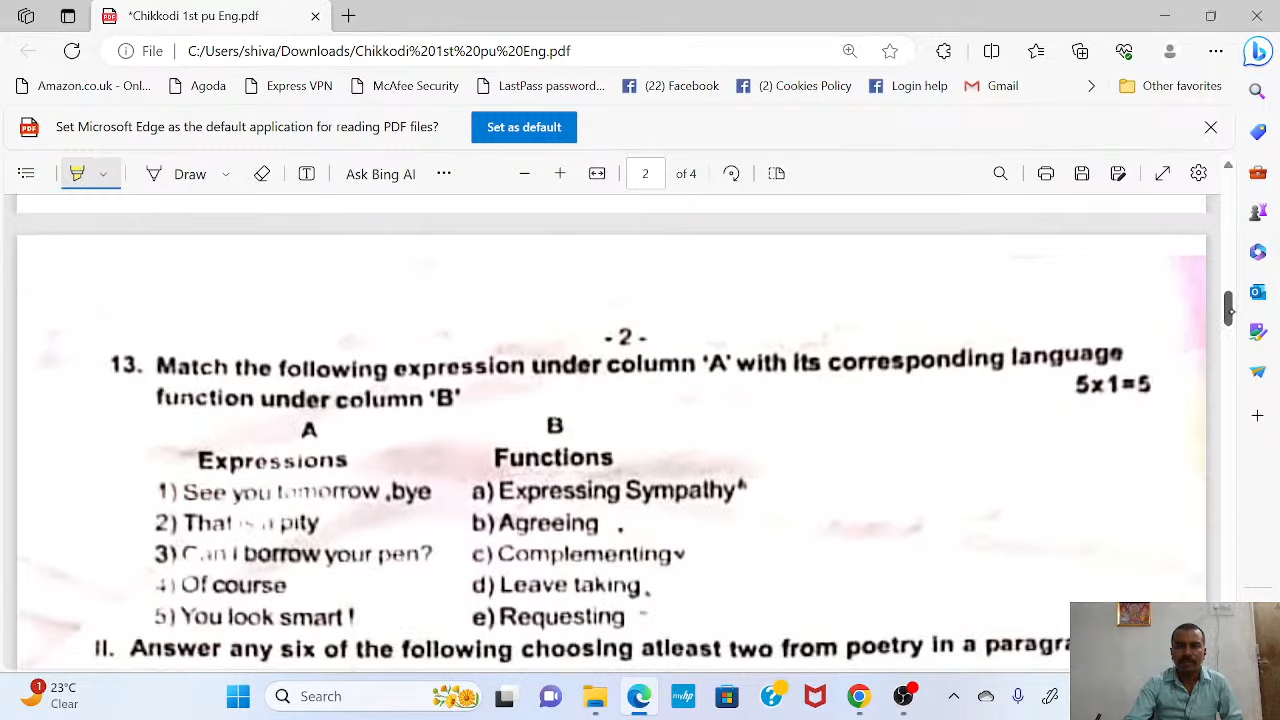 *Chikkodi 1st pu Eng.pdf
File C:/Users/shiva/Downloads/Chikkodi%201st%20pu%20Eng.pdf
Amazon.co.uk - Onl... Agoda Express VPN McAfee Security LastPass password... (22) Facebook (2) Cookies Policy Login help Gmail Other favorites
Set Microsoft Edge as the default application for reading PDF files? Set as default
Draw Ask Bing AI 2 of 4
- 2 -
13. Match the following expression under column 'A' with its corresponding language
function under column 'B' 5x1=5
A B
Expressions Functions
1) See you tomorrow ,bye a) Expressing Sympathy
2) That is a pity b) Agreeing .
3) Can I borrow your pen? c) Complementing
4) Of course d) Leave taking
5) You look smart ! e) Requesting
II. Answer any six of the following choosing atleast two from poetry in a
23°C
Clear
1
Search
myhp